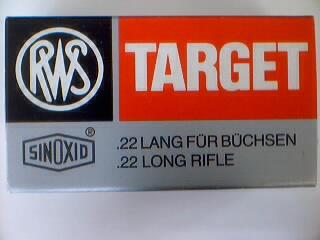 RWS
TARGET
SINOXID ®
.22 LANG FÜR BÜCHSEN
.22 LONG RIFLE